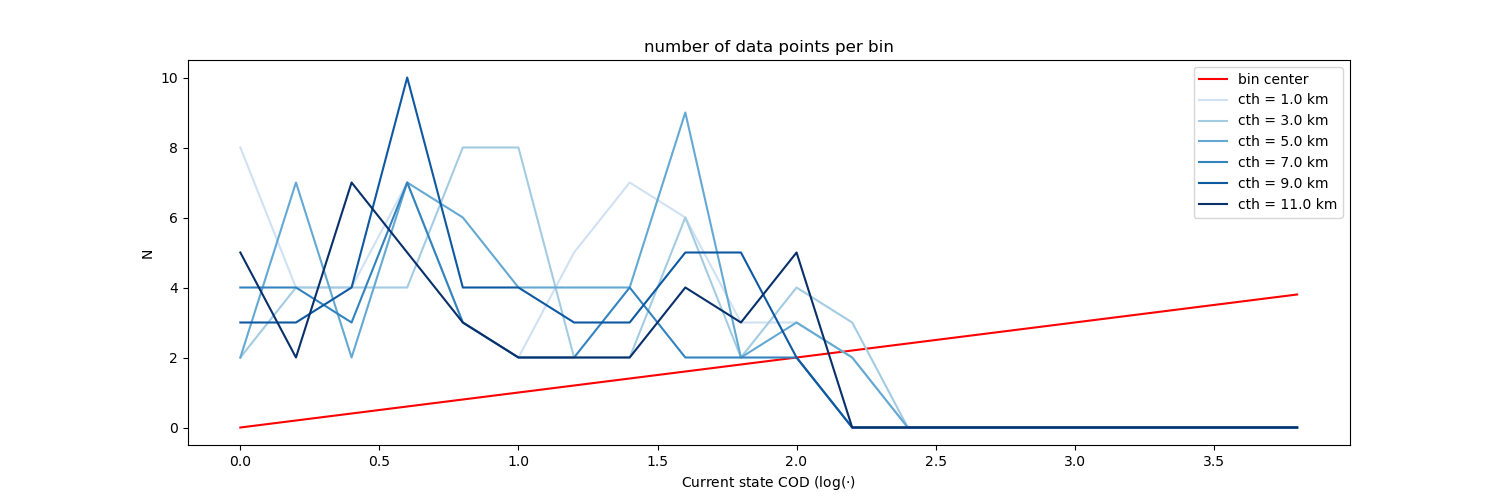 number of data points per bin
N
10
8
6
4
2
0
0.0 0.5 1.0 1.5 2.0 2.5 3.0 3.5
Current state COD (log(·)
bin center
cth = 1.0 km
cth = 3.0 km
cth = 5.0 km
cth = 7.0 km
cth = 9.0 km
cth = 11.0 km